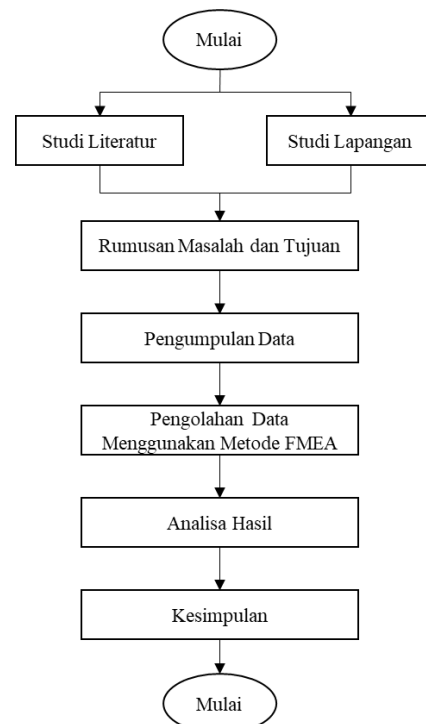 Mulai
Studi Literatur
Studi Lapangan
Rumusan Masalah dan Tujuan
Pengumpulan Data
Pengolahan Data
Menggunakan Metode FMEA
Analisa Hasil
Kesimpulan
Mulai